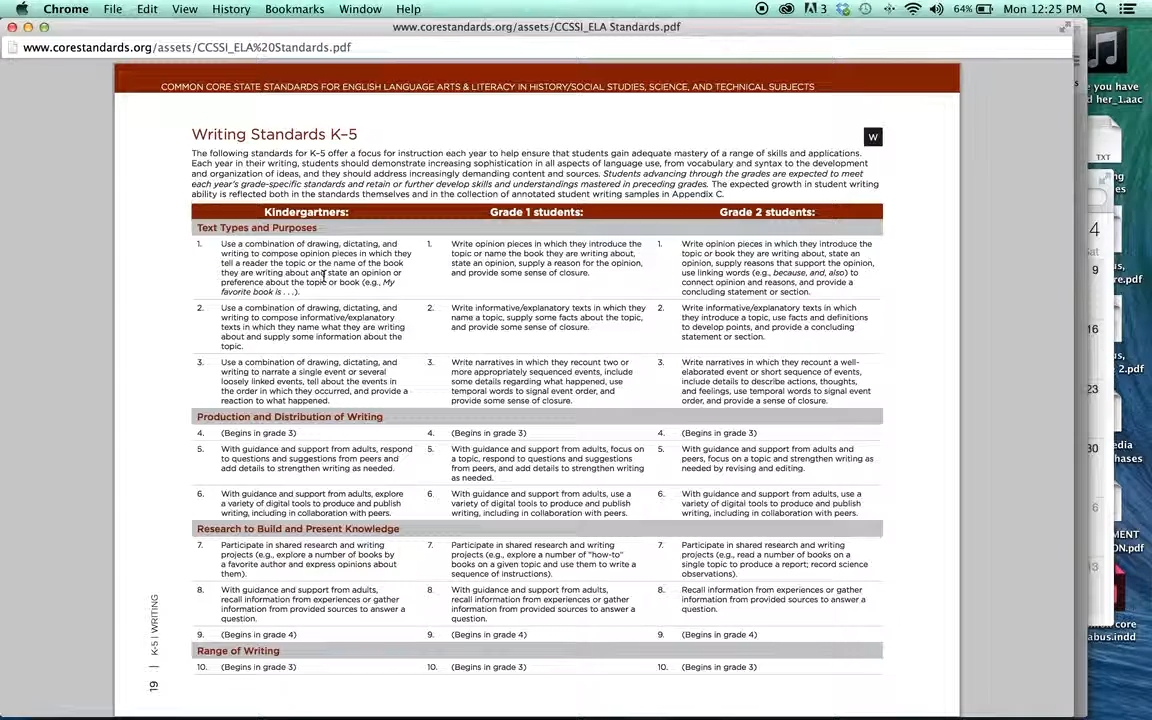 Chrome File Edit View History Bookmarks Window Help 3 64% Mon 12:25 PM
www.corestandards.org/assets/CCSSI_ELA Standards.pdf
www.corestandards.org/assets/CCSSI_ELA%20Standards.pdf
COMMON CORE STATE STANDARDS FOR ENGLISH LANGUAGE ARTS & LITERACY IN HISTORY/SOCIAL STUDIES, SCIENCE, AND TECHNICAL SUBJECTS
Writing Standards K–5
W
The following standards for K–5 offer a focus for instruction each year to help ensure that students gain adequate mastery of a range of skills and applications.
Each year in their writing, students should demonstrate increasing sophistication in all aspects of language use, from vocabulary and syntax to the development
and organization of ideas, and they should address increasingly demanding content and sources. Students advancing through the grades are expected to meet
each year's grade-specific standards and retain or further develop skills and understandings mastered in preceding grades. The expected growth in student writing
ability is reflected both in the standards themselves and in the collection of annotated student writing samples in Appendix C.
Kindergartners: Grade 1 students: Grade 2 students:
Text Types and Purposes
1. Use a combination of drawing, dictating, and
writing to compose opinion pieces in which they
tell a reader the topic or the name of the book
they are writing about and state an opinion or
preference about the topic or book (e.g., My
favorite book is . . .).
1. Write opinion pieces in which they introduce the
topic or name the book they are writing about,
state an opinion, supply a reason for the opinion,
and provide some sense of closure.
1. Write opinion pieces in which they introduce the
topic or book they are writing about, state an
opinion, supply reasons that support the opinion,
use linking words (e.g., because, and, also) to
connect opinion and reasons, and provide a
concluding statement or section.
2. Use a combination of drawing, dictating, and
writing to compose informative/explanatory
texts in which they name what they are writing
about and supply some information about the
topic.
2. Write informative/explanatory texts in which they
name a topic, supply some facts about the topic,
and provide some sense of closure.
2. Write informative/explanatory texts in which
they introduce a topic, use facts and definitions
to develop points, and provide a concluding
statement or section.
3. Use a combination of drawing, dictating, and
writing to narrate a single event or several
loosely linked events, tell about the events in
the order in which they occurred, and provide a
reaction to what happened.
3. Write narratives in which they recount two or
more appropriately sequenced events, include
some details regarding what happened, use
temporal words to signal event order, and
provide some sense of closure.
3. Write narratives in which they recount a well-
elaborated event or short sequence of events,
include details to describe actions, thoughts,
and feelings, use temporal words to signal event
order, and provide a sense of closure.
Production and Distribution of Writing
4. (Begins in grade 3) 4. (Begins in grade 3) 4. (Begins in grade 3)
5. With guidance and support from adults, respond
to questions and suggestions from peers and
add details to strengthen writing as needed.
5. With guidance and support from adults, focus on
a topic, respond to questions and suggestions
from peers, and add details to strengthen writing
as needed.
5. With guidance and support from adults and
peers, focus on a topic and strengthen writing as
needed by revising and editing.
6. With guidance and support from adults, explore
a variety of digital tools to produce and publish
writing, including in collaboration with peers.
6. With guidance and support from adults, use a
variety of digital tools to produce and publish
writing, including in collaboration with peers.
6. With guidance and support from adults, use a
variety of digital tools to produce and publish
writing, including in collaboration with peers.
Research to Build and Present Knowledge
7. Participate in shared research and writing
projects (e.g., explore a number of books by
a favorite author and express opinions about
them).
7. Participate in shared research and writing
projects (e.g., explore a number of "how-to"
books on a given topic and use them to write a
sequence of instructions).
7. Participate in shared research and writing
projects (e.g., read a number of books on a
single topic to produce a report; record science
observations).
8. With guidance and support from adults,
recall information from experiences or gather
information from provided sources to answer a
question.
8 With guidance and support from adults,
recall information from experiences or gather
information from provided sources to answer a
question.
8. Recall information from experiences or gather
information from provided sources to answer a
question.
9. (Begins in grade 4) 9. (Begins in grade 4) 9. (Begins in grade 4)
Range of Writing
10. (Begins in grade 3) 10. (Begins in grade 3) 10. (Begins in grade 3)
19 | K-5 | WRITING
e you have
d her_1.aac
TXT
4
Sat
9
us,
re.pdf
16
us,
2.pdf
23
edia
hases
30
6
MENT
ON.pdf
13
on core
abus.indd